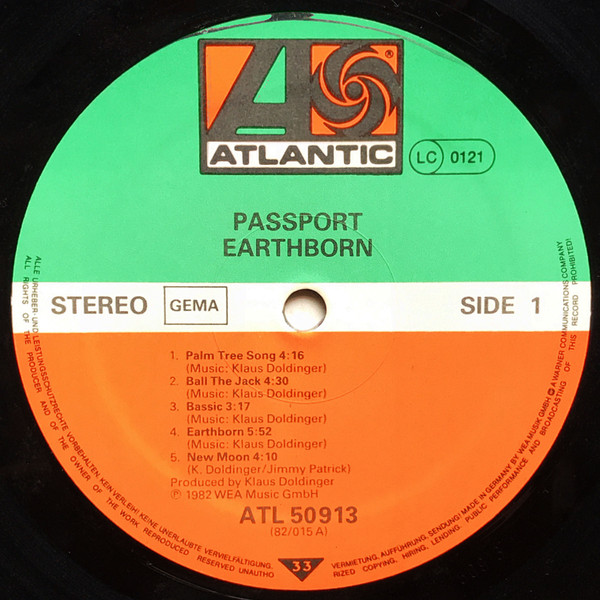 ATLANTIC
®
LC 0121
PASSPORT
EARTHBORN
STEREO GEMA SIDE 1
1. Palm Tree Song 4:16
(Music: Klaus Doldinger)
2. Ball The Jack 4:30
(Music: Klaus Doldinger)
3. Bassic 3:17
(Music: Klaus Doldinger)
4. Earthborn 5:52
(Music: Klaus Doldinger)
5. New Moon 4:10
(K. Doldinger/Jimmy Patrick)
Produced by Klaus Doldinger
℗ 1982 WEA Music GmbH
ATL 50913
(82/015 A)
33
ALLE URHEBER- UND LEISTUNGSSCHUTZRECHTE VORBEHALTEN. KEIN VERLEIH! KEINE UNERLAUBTE VERVIELFÄLTIGUNG, VERMIETUNG, AUFFÜHRUNG, SENDUNG! MADE IN GERMANY BY WEA MUSIK GMBH A WARNER COMMUNICATIONS COMPANY
ALL RIGHTS OF THE PRODUCER AND OF THE OWNER OF THE WORK REPRODUCED RESERVED UNAUTHO RIZED COPYING, HIRING, LENDING, PUBLIC PERFORMANCE AND BROADCASTING OF THIS RECORD PROHIBITED!